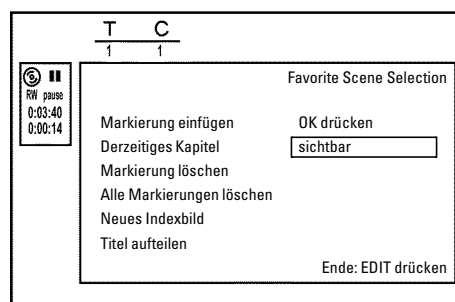 T C
1 1
RW pause
0:03:40
0:00:14
Favorite Scene Selection
Markierung einfügen OK drücken
Derzeitiges Kapitel sichtbar
Markierung löschen
Alle Markierungen löschen
Neues Indexbild
Titel aufteilen
Ende: EDIT drücken